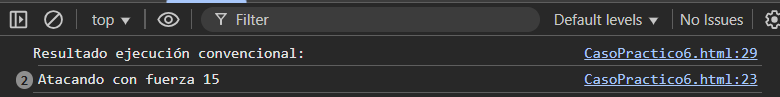 top Filter Default levels No Issues
Resultado ejecución convencional: CasoPractico6.html:29
2 Atacando con fuerza 15 CasoPractico6.html:23